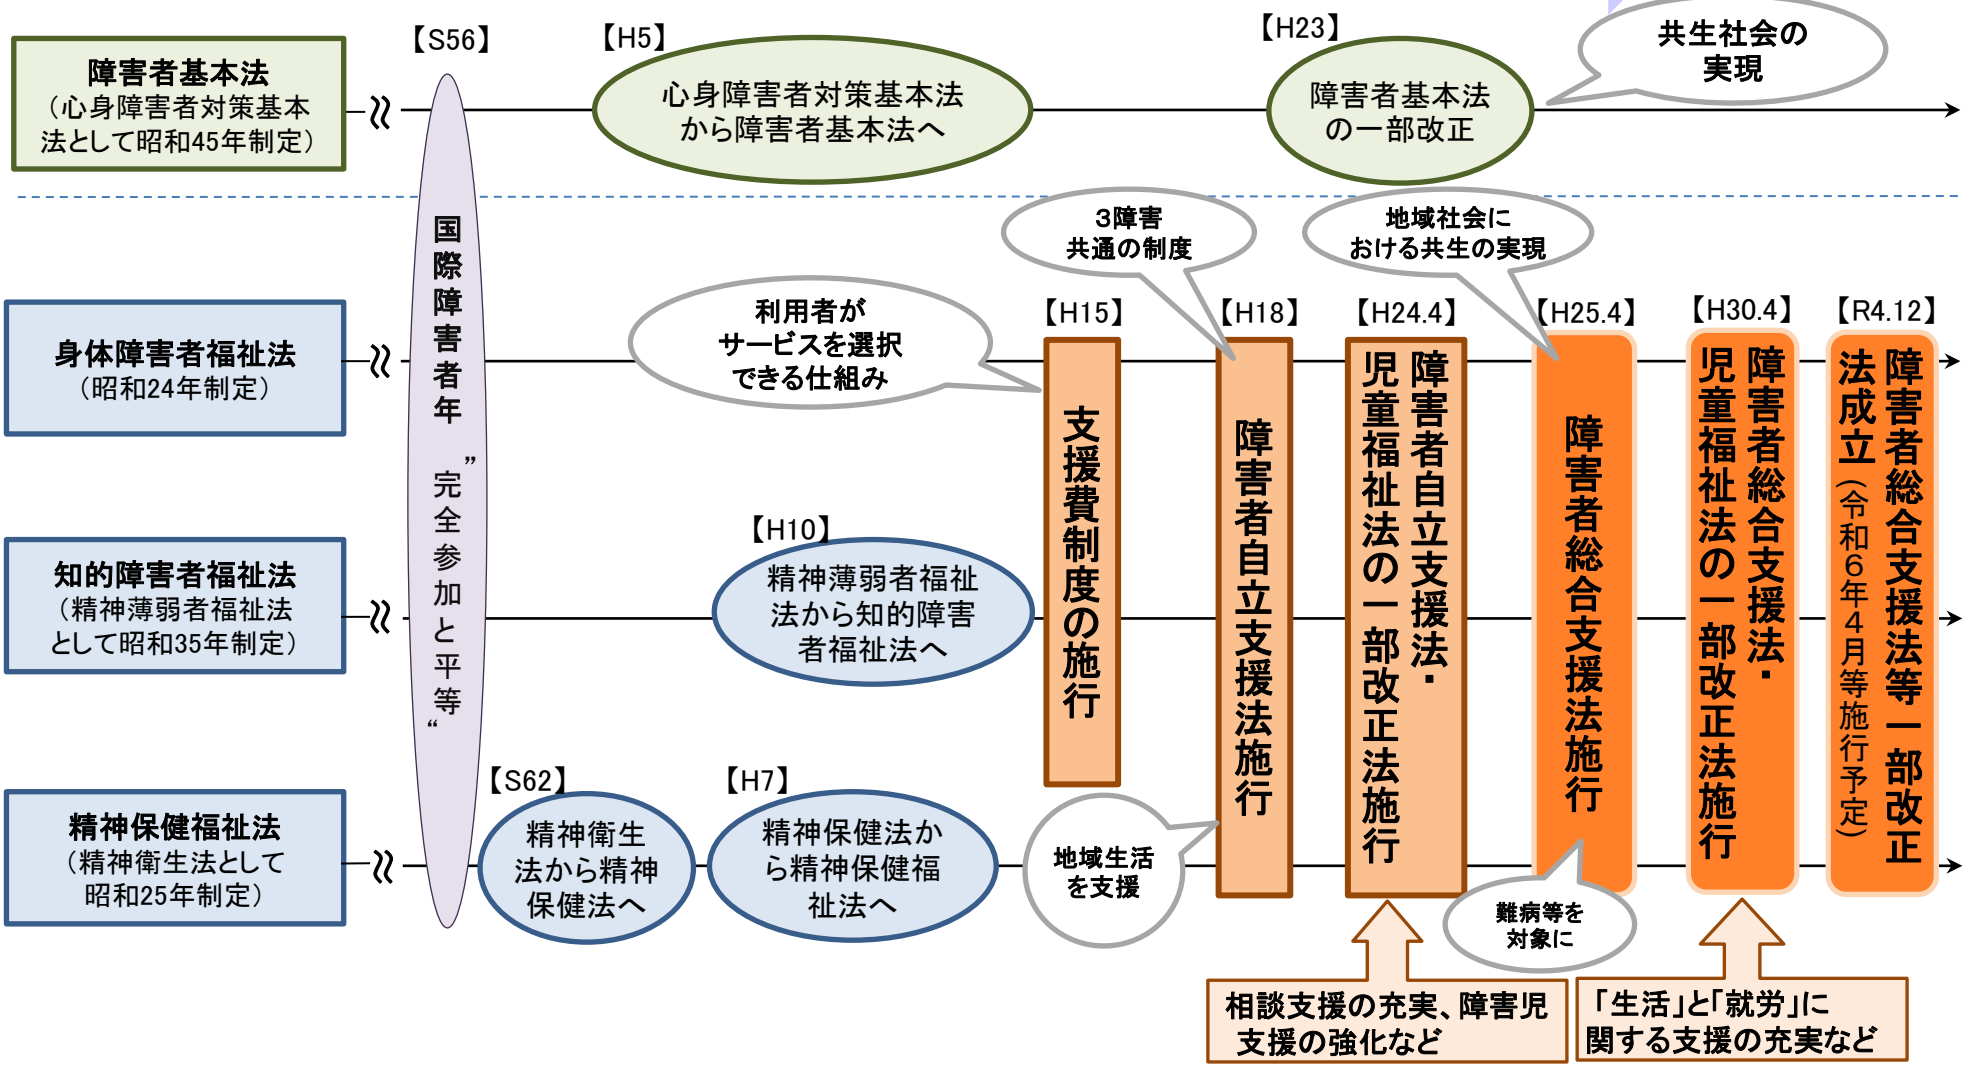 【S56】
【H5】
【H23】
共生社会の
実現
障害者基本法
（心身障害者対策基本
法として昭和45年制定）
心身障害者対策基本法
から障害者基本法へ
障害者基本法
の一部改正
国際障害者年
”完全参加と平等“
3障害
共通の制度
地域社会に
おける共生の実現
利用者が
サービスを選択
できる仕組み
【H15】
【H18】
【H24.4】
【H25.4】
【H30.4】
【R4.12】
身体障害者福祉法
（昭和24年制定）
支援費制度の施行
障害者自立支援法施行
障害者自立支援法・
児童福祉法の一部改正法施行
障害者総合支援法施行
障害者総合支援法・
児童福祉法の一部改正法施行
障害者総合支援法等一部改正
法成立（令和６年４月等施行予定）
【H10】
知的障害者福祉法
（精神薄弱者福祉法
として昭和35年制定）
精神薄弱者福祉
法から知的障害
者福祉法へ
【S62】
【H7】
精神保健福祉法
（精神衛生法として
昭和25年制定）
精神衛生
法から精神
保健法へ
精神保健法か
ら精神保健福
祉法へ
地域生活
を支援
難病等を
対象に
相談支援の充実、障害児
支援の強化など
「生活」と「就労」に
関する支援の充実など